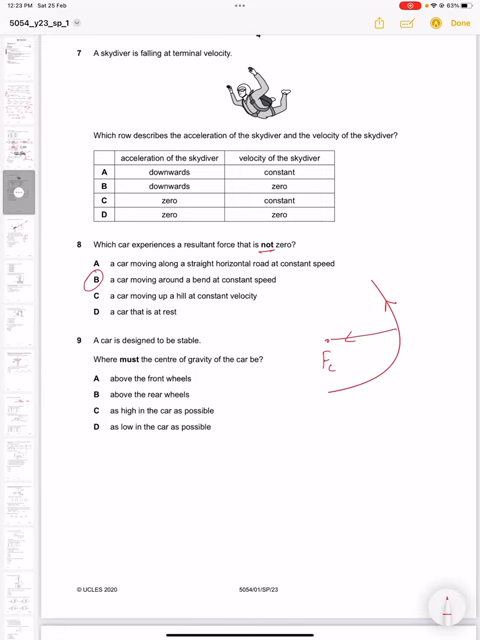 12:23 PM Sat 25 Feb
63%
5054_y23_sp_1
Done
7 A skydiver is falling at terminal velocity.
Which row describes the acceleration of the skydiver and the velocity of the skydiver?
acceleration of the skydiver velocity of the skydiver
A downwards constant
B downwards zero
C zero constant
D zero zero
8 Which car experiences a resultant force that is not zero?
A a car moving along a straight horizontal road at constant speed
B a car moving around a bend at constant speed
C a car moving up a hill at constant velocity
D a car that is at rest
9 A car is designed to be stable.
Where must the centre of gravity of the car be?
Fc
A above the front wheels
B above the rear wheels
C as high in the car as possible
D as low in the car as possible
© UCLES 2020 5054/01/SP/23